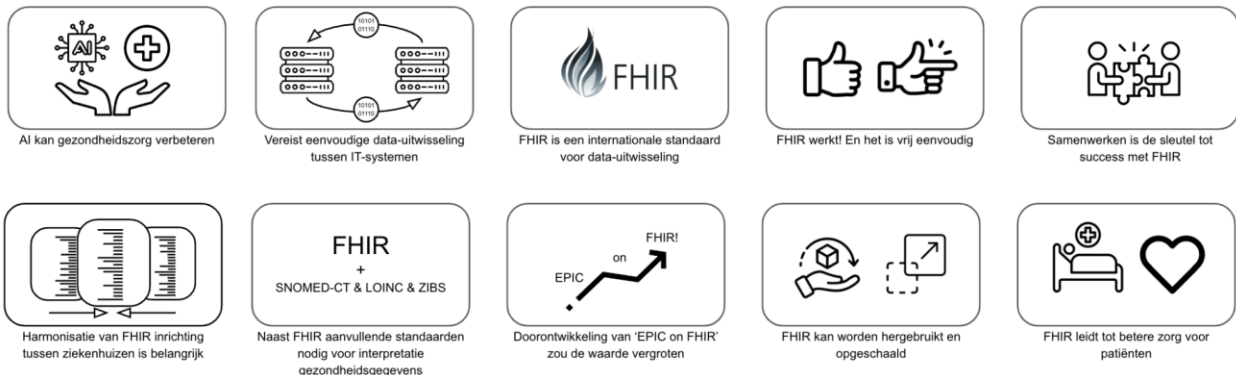 AI
10101
01110
10101
01110
FHIR
AI kan gezondheidszorg verbeteren
Vereist eenvoudige data-uitwisseling
tussen IT-systemen
FHIR is een internationale standaard
voor data-uitwisseling
FHIR werkt! En het is vrij eenvoudig
Samenwerken is de sleutel tot
success met FHIR
FHIR
+
SNOMED-CT & LOINC & ZIBS
EPIC
on
FHIR!
Harmonisatie van FHIR inrichting
tussen ziekenhuizen is belangrijk
Naast FHIR aanvullende standaarden
nodig voor interpretatie
gezondheidsgegevens
Doorontwikkeling van 'EPIC on FHIR'
zou de waarde vergroten
FHIR kan worden hergebruikt en
opgeschaald
FHIR leidt tot betere zorg voor
patiënten